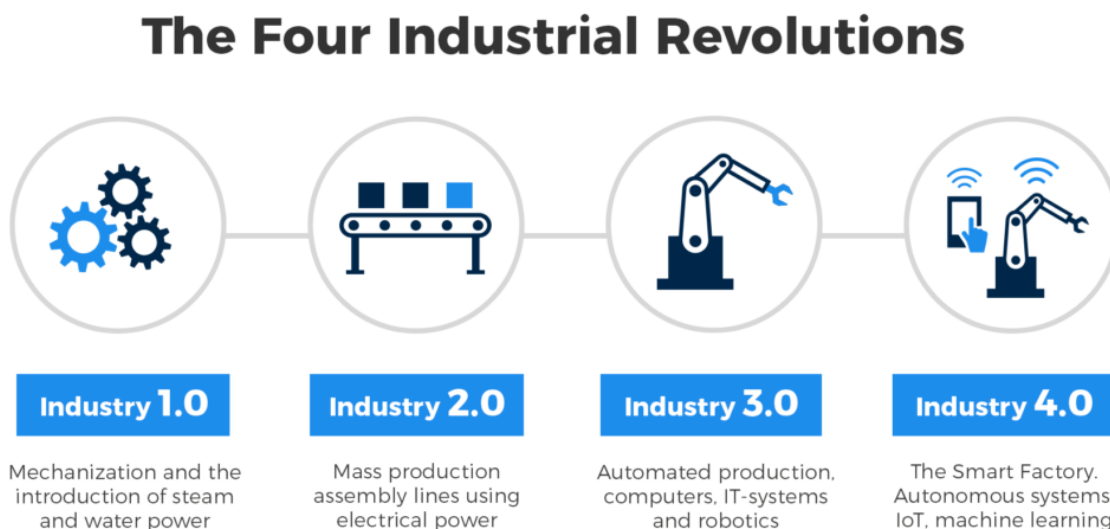 The Four Industrial Revolutions
Industry 1.0
Mechanization and the
introduction of steam
and water power
Industry 2.0
Mass production
assembly lines using
electrical power
Industry 3.0
Automated production,
computers, IT-systems
and robotics
Industry 4.0
The Smart Factory.
Autonomous systems,
IoT, machine learning